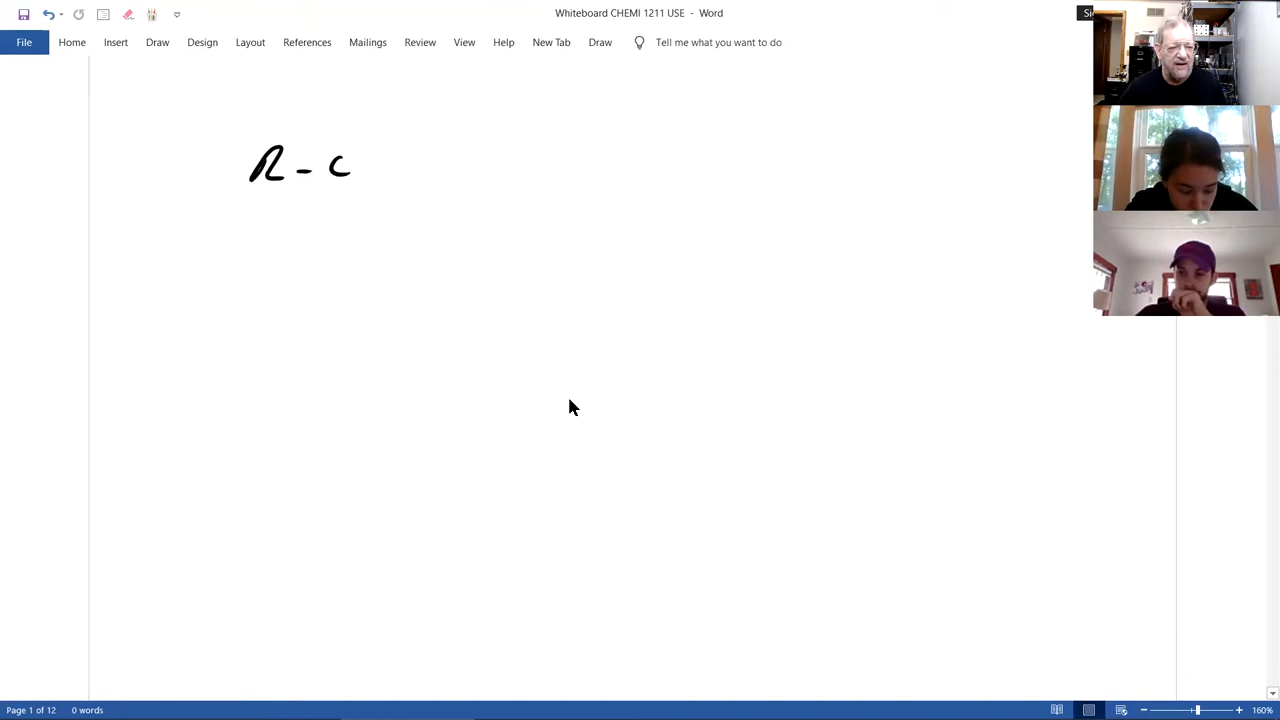 Whiteboard CHEMI 1211 USE - Word
File Home Insert Draw Design Layout References Mailings Review View Help New Tab Draw Tell me what you want to do
R - C
Page 1 of 12 0 words 160%